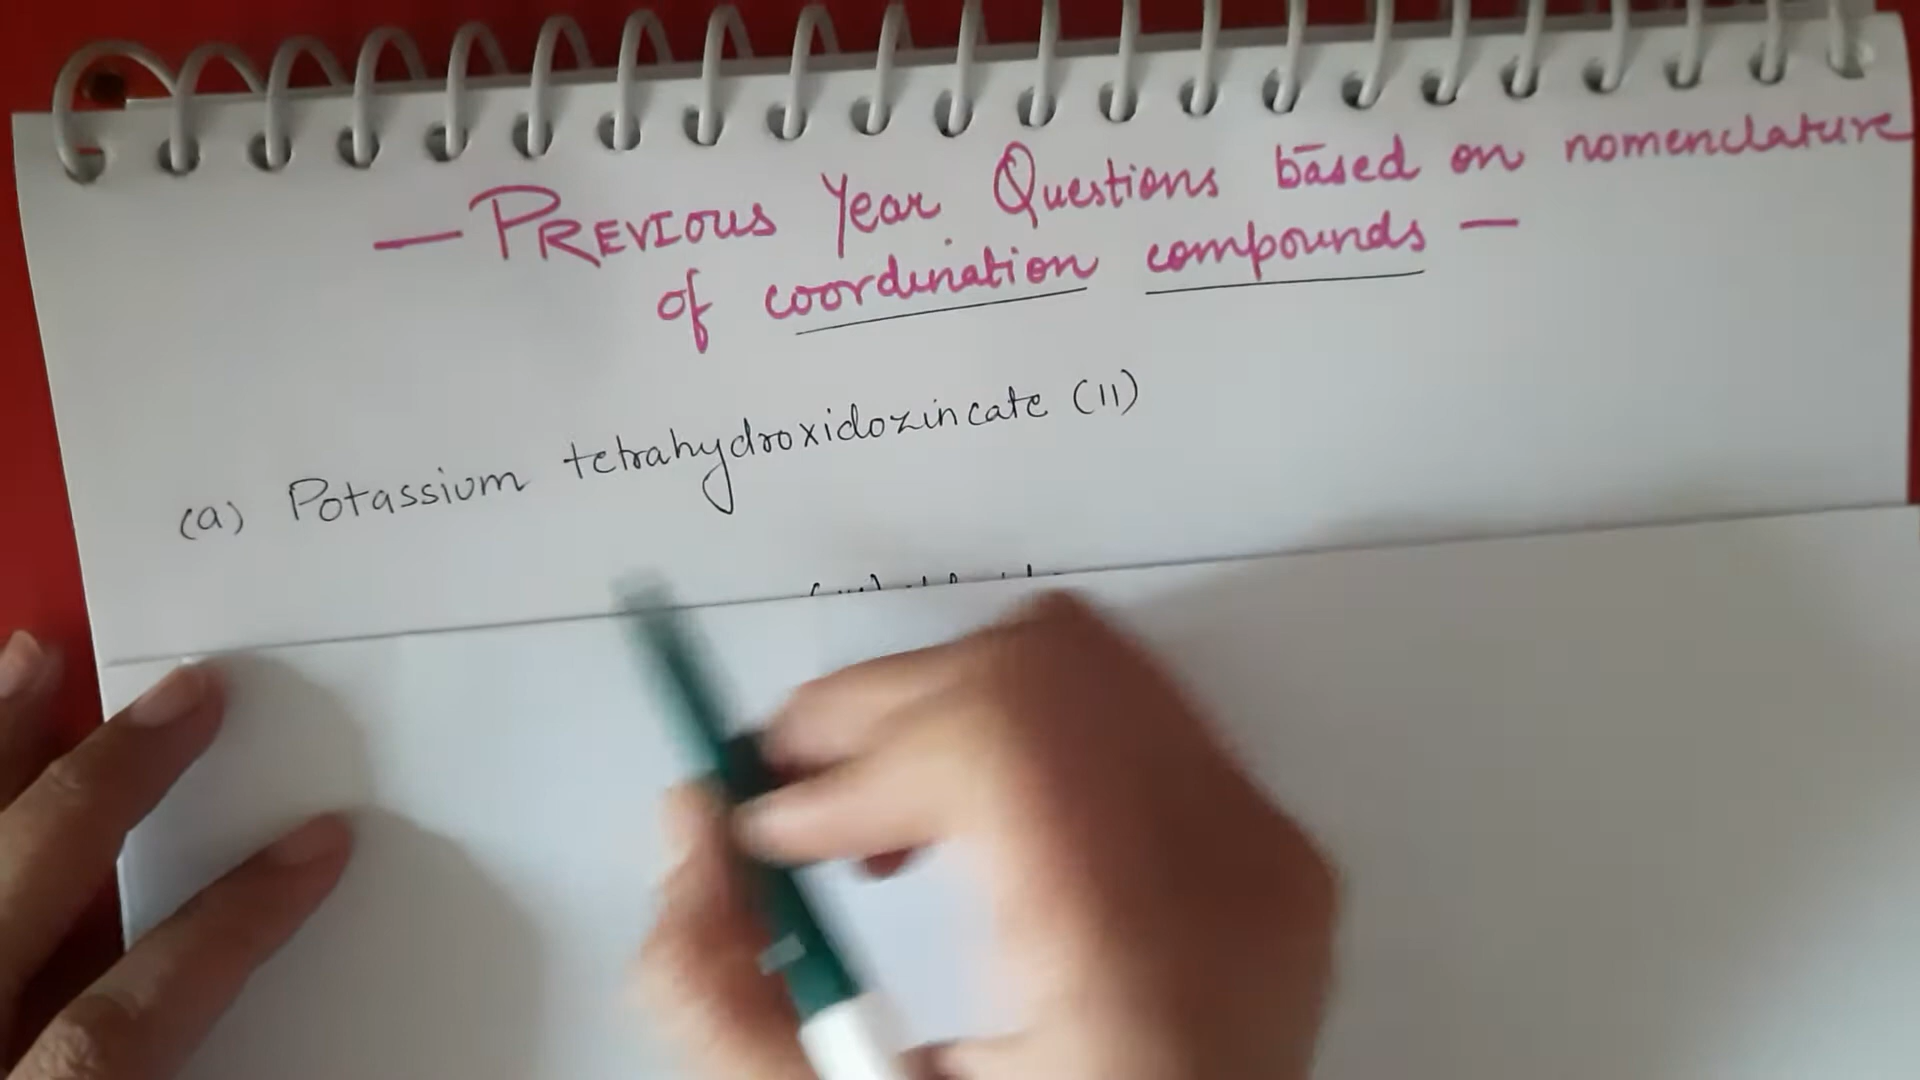 — PREVIOUS Year Questions based on nomenclature
of coordination compounds —
(a) Potassium tetrahydroxidozincate (II)